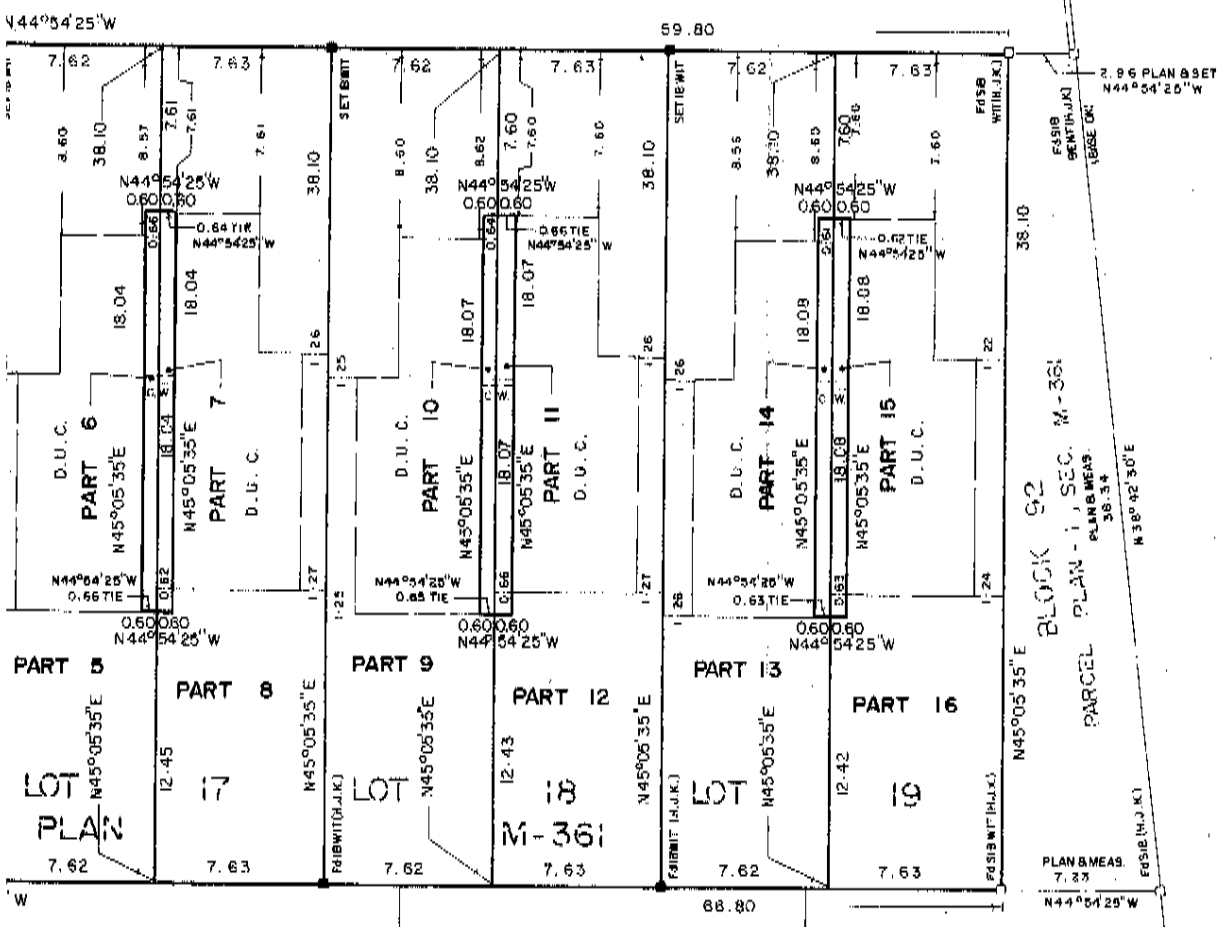 N44°54'25"W
59.80
7.62
7.63
7.62
7.63
7.62
7.63
2.96 PLAN & SET
N44°54'25"W
SET IB WIT
SET IB WIT
FdSIB
WIT(H.J.K.)
FdSIB
BENT(H.J.K)
(BASE OK)
8.60
38.10
8.57
7.61
7.61
7.61
38.10
8.60
38.10
8.62
7.60
7.60
7.60
38.10
8.56
38.10
8.60
7.60
7.60
7.60
38.10
N44°54'25"W
0.60 0.60
N44°54'25"W
0.60 0.60
N44°54'25"W
0.60 0.60
0.66
0.64 TIE
N44°54'25"W
0.64
0.66 TIE
N44°54'25"W
0.61
0.62 TIE
N44°54'25"W
18.04
18.04
18.07
18.07
18.08
18.08
1.26
1.25
1.26
1.26
1.22
D.U.C.
PART 6
N45°05'35"E
D. W.
18.04
N45°05'35"E
PART 7
D.U.C.
D.U.C.
PART 10
N45°05'35"E
D. W.
18.07
N45°05'35"E
PART 11
D.U.C.
D.U.C.
PART 14
N45°05'35"E
D. W.
18.08
N45°05'35"E
PART 15
D.U.C.
BLOCK 92
PARCEL PLAN-1, SEC. M-361
PLAN & MEAS.
38.34
N38°42'30"E
N44°54'25"W
0.66 TIE
0.62
1.27
1.25
N44°54'25"W
0.65 TIE
0.66
1.27
1.26
N44°54'25"W
0.63 TIE
0.63
1.24
0.60 0.60
N44°54'25"W
0.60 0.60
N44°54'25"W
0.60 0.60
N44°54'25"W
PART 5
PART 8
PART 9
PART 12
PART 13
PART 16
N45°05'35"E
12.45
N45°05'35"E
N45°05'35"E
12.43
N45°05'35"E
N45°05'35"E
12.42
N45°05'35"E
LOT 17
LOT 18
LOT 19
PLAN M-361
FdIBWIT(H.J.K.)
FdIBWIT (H.J.K.)
FdSIBWIT(H.J.K.)
FdSIB(H.J.K.)
7.62
7.63
7.62
7.63
7.62
7.63
PLAN & MEAS.
7.23
N44°54'25"W
W
66.80